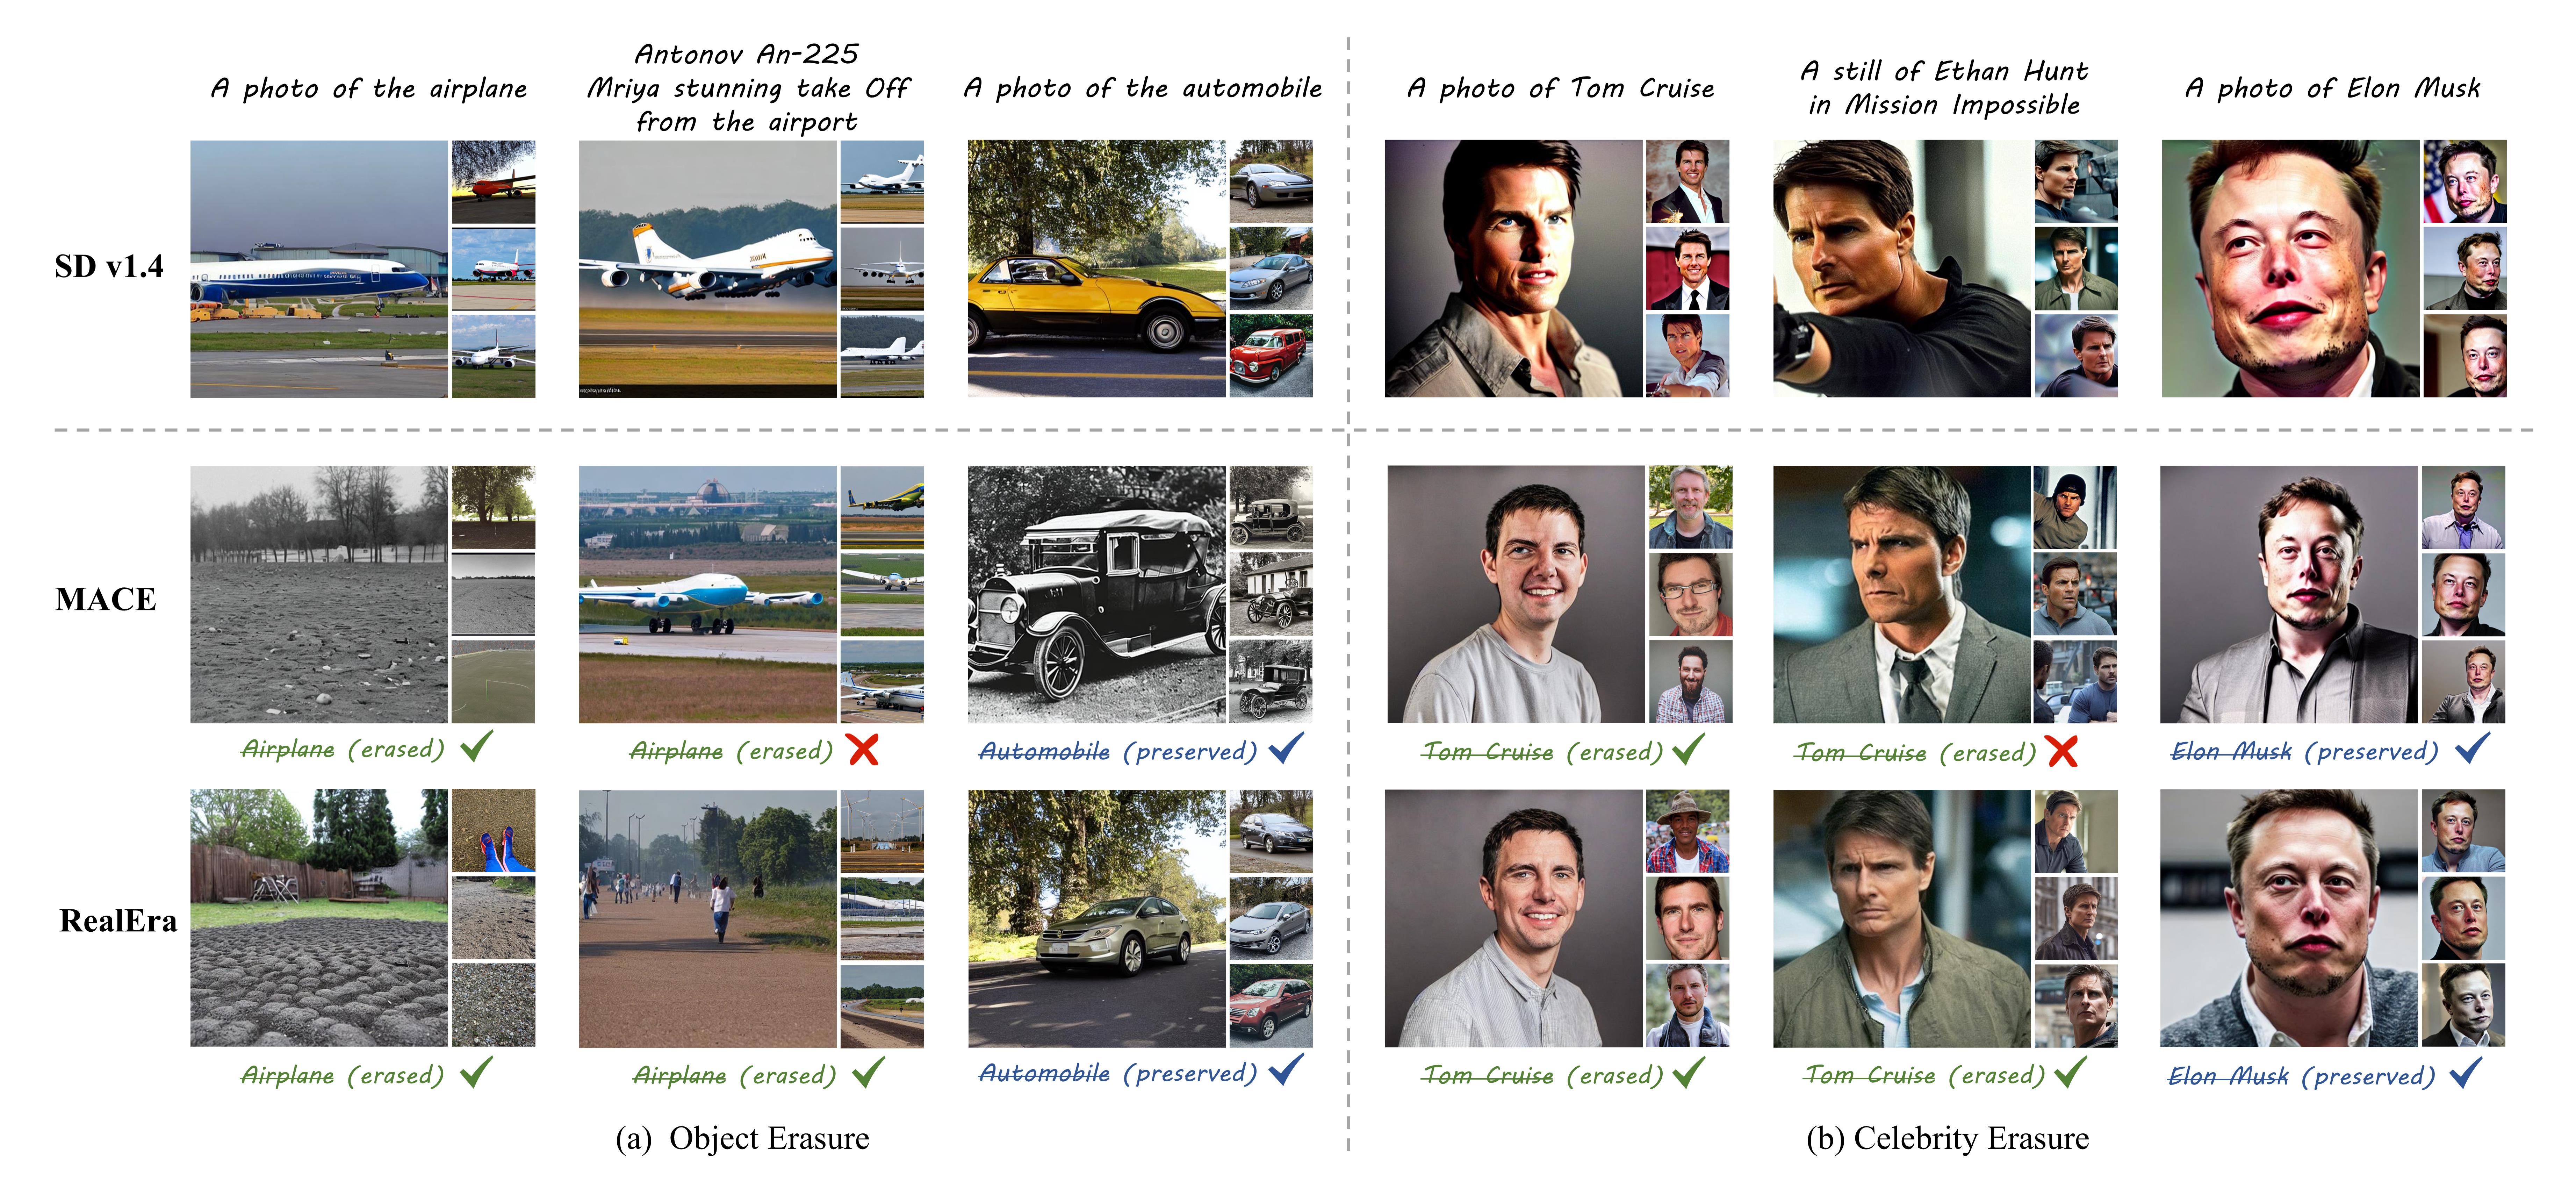 A photo of the airplane
Antonov An-225
Mriya stunning take Off
from the airport
A photo of the automobile
A photo of Tom Cruise
A still of Ethan Hunt
in Mission Impossible
A photo of Elon Musk
SD v1.4
MACE
Airplane (erased)
Airplane (erased)
Automobile (preserved)
Tom Cruise (erased)
Tom Cruise (erased)
Elon Musk (preserved)
RealEra
Airplane (erased)
Airplane (erased)
Automobile (preserved)
Tom Cruise (erased)
Tom Cruise (erased)
Elon Musk (preserved)
(a) Object Erasure
(b) Celebrity Erasure